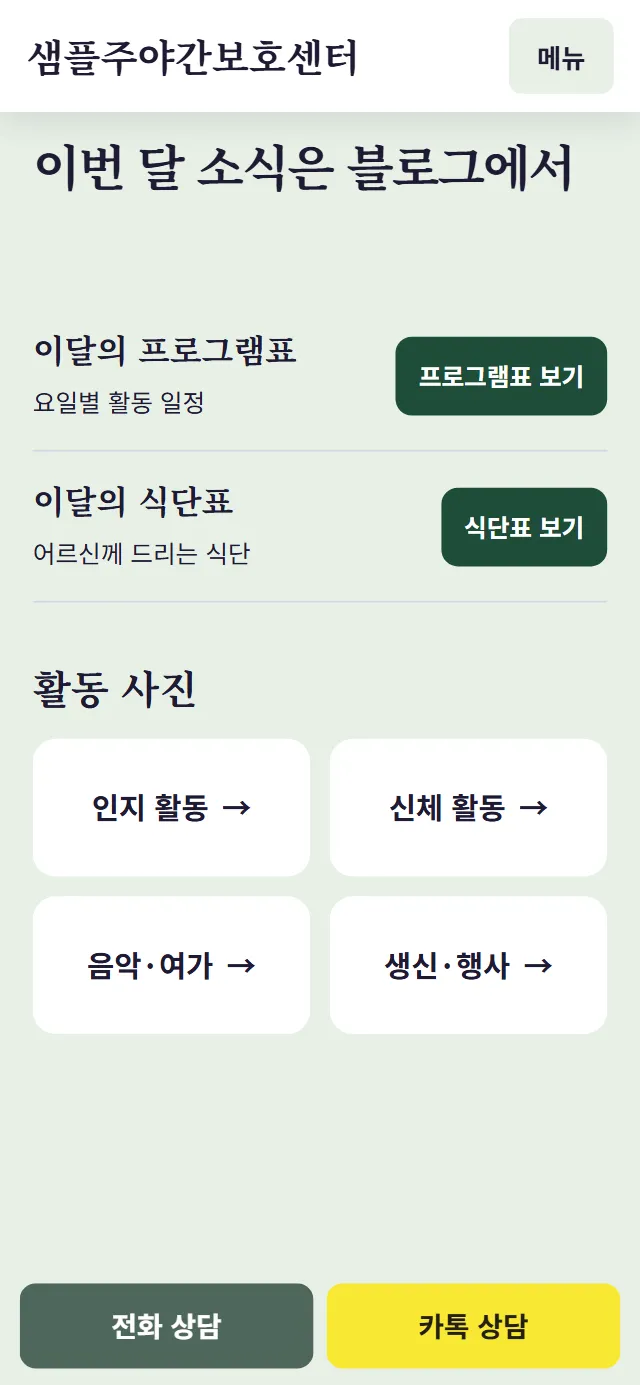 샘플주야간보호센터
메뉴
이번 달 소식은 블로그에서
이달의 프로그램표
요일별 활동 일정
프로그램표 보기
이달의 식단표
어르신께 드리는 식단
식단표 보기
활동 사진
인지 활동 →
신체 활동 →
음악·여가 →
생신·행사 →
전화 상담
카톡 상담